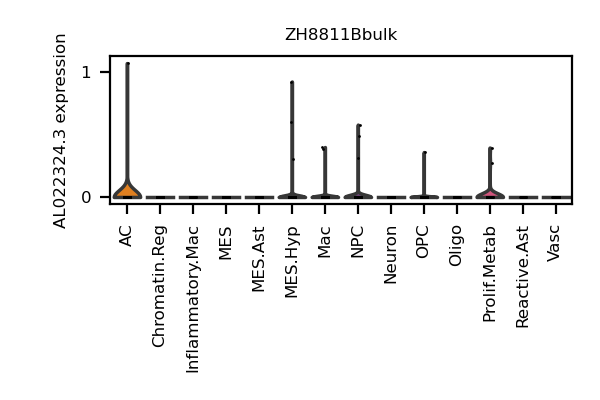 ZH8811Bbulk
AL022324.3 expression
1
0
AC
Chromatin.Reg
Inflammatory.Mac
MES
MES.Ast
MES.Hyp
Mac
NPC
Neuron
OPC
Oligo
Prolif.Metab
Reactive.Ast
Vasc